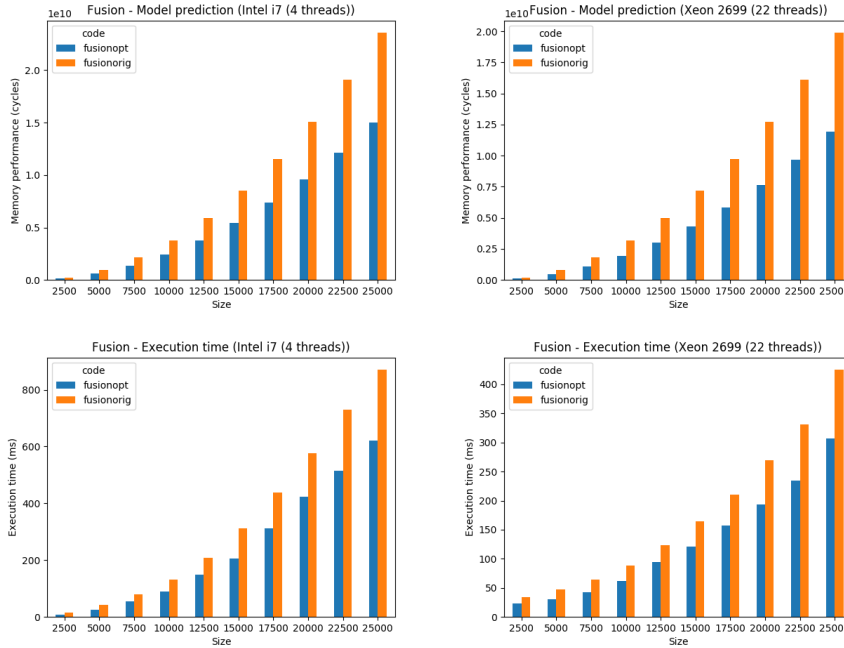 Fusion - Model prediction (Intel i7 (4 threads))
1e10
code
fusionopt
fusionorig
Memory performance (cycles)
2.0
1.5
1.0
0.5
0.0
2500 5000 7500 10000 12500 15000 17500 20000 22500 25000
Size
Fusion - Model prediction (Xeon 2699 (22 threads))
1e10
code
fusionopt
fusionorig
Memory performance (cycles)
2.00
1.75
1.50
1.25
1.00
0.75
0.50
0.25
0.00
2500 5000 7500 10000 12500 15000 17500 20000 22500 25000
Size
Fusion - Execution time (Intel i7 (4 threads))
code
fusionopt
fusionorig
Execution time (ms)
800
600
400
200
0
2500 5000 7500 10000 12500 15000 17500 20000 22500 25000
Size
Fusion - Execution time (Xeon 2699 (22 threads))
code
fusionopt
fusionorig
Execution time (ms)
400
350
300
250
200
150
100
50
0
2500 5000 7500 10000 12500 15000 17500 20000 22500 2500
Size